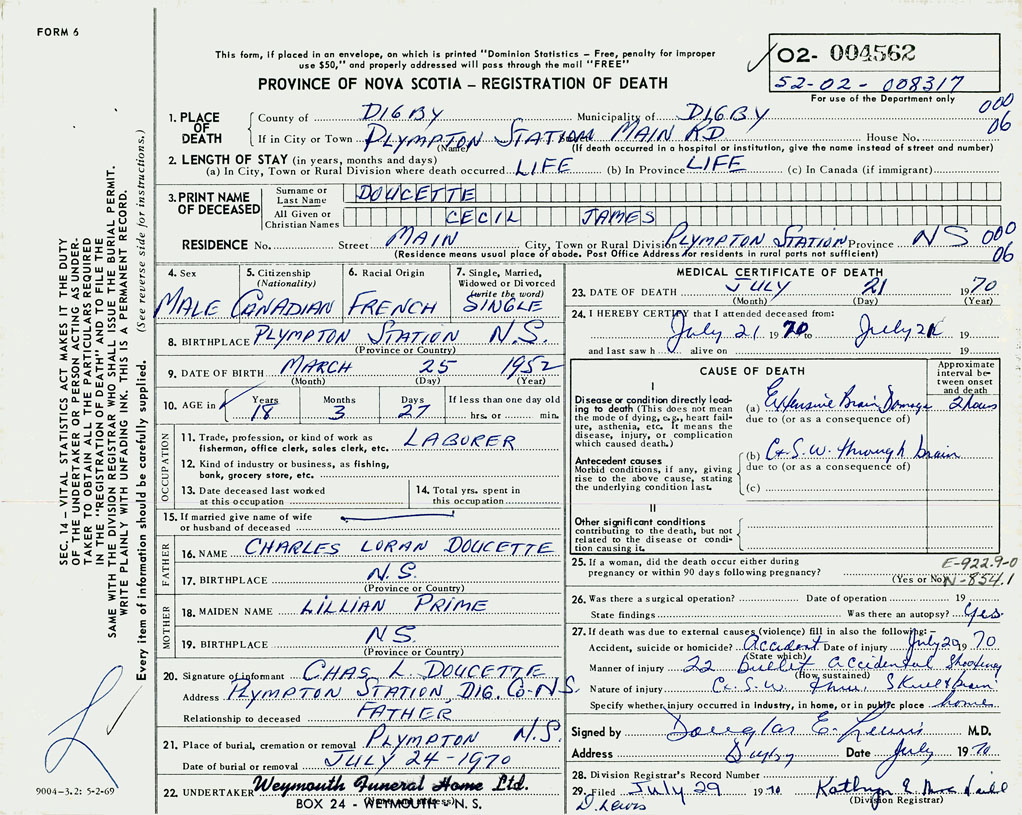 FORM 6
This form, if placed in an envelope, on which is printed "Dominion Statistics – Free, penalty for improper
use $50," and properly addressed will pass through the mail "FREE"
PROVINCE OF NOVA SCOTIA – REGISTRATION OF DEATH
02- 004562
52-02-008317
For use of the Department only
1. PLACE OF DEATH
County of DIGBY Municipality of DIGBY 000
If in City or Town PLYMPTON STATION MAIN RD House No. 06
(Name) (If death occurred in a hospital or institution, give the name instead of street and number)
2. LENGTH OF STAY (in years, months and days)
(a) In City, Town or Rural Division where death occurred LIFE (b) In Province LIFE (c) In Canada (if immigrant)
3. PRINT NAME OF DECEASED
Surname or Last Name DOUCETTE
All Given or Christian Names CECIL JAMES
RESIDENCE No. Street MAIN City, Town or Rural Division PLYMPTON STATION Province NS 000
(Residence means usual place of abode. Post Office Address for residents in rural parts not sufficient) 06
4. Sex
MALE
5. Citizenship
(Nationality)
CANADIAN
6. Racial Origin
FRENCH
7. Single, Married,
Widowed or Divorced
(write the word)
SINGLE
8. BIRTHPLACE PLYMPTON STATION N.S.
(Province or Country)
9. DATE OF BIRTH MARCH 25 1952
(Month) (Day) (Year)
10. AGE in Years Months Days If less than one day old
18 3 27 hrs. or min.
OCCUPATION
11. Trade, profession, or kind of work as
fisherman, office clerk, sales clerk, etc. LABORER
12. Kind of industry or business, as fishing,
bank, grocery store, etc.
13. Date deceased last worked
at this occupation
14. Total yrs. spent in
this occupation
15. If married give name of wife
or husband of deceased
FATHER
16. NAME CHARLES LORAN DOUCETTE
17. BIRTHPLACE N.S.
(Province or Country)
MOTHER
18. MAIDEN NAME LILLIAN PRIME
19. BIRTHPLACE NS.
(Province or Country)
20. Signature of informant CHAS L. DOUCETTE
Address PLYMPTON STATION, DIG. CO. N.S.
Relationship to deceased FATHER
21. Place of burial, cremation or removal PLYMPTON N.S.
Date of burial or removal JULY 24-1970
22. UNDERTAKER Weymouth Funeral Home Ltd.
BOX 24 - WEYMOUTH - N. S.
MEDICAL CERTIFICATE OF DEATH
23. DATE OF DEATH JULY 21 1970
(Month) (Day) (Year)
24. I HEREBY CERTIFY that I attended deceased from:
July 21 1970 to July 21 19
and last saw h alive on 19
CAUSE OF DEATH
Approximate
interval be-
tween onset
and death
I
Disease or condition directly lead-
ing to death (This does not mean
the mode of dying, e.g., heart fail-
ure, asthenia, etc. It means the
disease, injury, or complication
which caused death.)
(a) Extensive Brain Damage 2 hours
due to (or as a consequence of)
Antecedent causes
Morbid conditions, if any, giving
rise to the above cause, stating
the underlying condition last.
(b) G.S.W. through brain
due to (or as a consequence of)
(c)
II
Other significant conditions
contributing to the death, but not
related to the disease or condi-
tion causing it.
25. If a woman, did the death occur either during
pregnancy or within 90 days following pregnancy?
(Yes or No)
E-922.9-0
N-854.1
26. Was there a surgical operation? Date of operation 19
State findings Was there an autopsy? Yes
27. If death was due to external causes (violence) fill in also the following:
Accident, suicide or homicide? Accident Date of injury July 20 1970
(State which)
Manner of injury 22 bullet accidental shooting
(How sustained)
Nature of injury G.S.W. thru skull & brain
Specify whether injury occurred in industry, in home, or in public place home
Signed by Douglas E. Lewis M.D.
Address Digby Date July 1970
28. Division Registrar's Record Number
29. Filed July 29 1970 Kathryn E.
D. Lewis (Division Registrar)
SEC. 14 – VITAL STATISTICS ACT MAKES IT THE DUTY
OF THE UNDERTAKER OR PERSON ACTING AS UNDER-
TAKER TO OBTAIN ALL THE PARTICULARS REQUIRED
IN THE "REGISTRATION OF DEATH" AND TO FILE THE
SAME WITH THE DIVISION REGISTRAR WHO SHALL ISSUE THE BURIAL PERMIT.
WRITE PLAINLY WITH UNFADING INK. THIS IS A PERMANENT RECORD.
Every item of information should be carefully supplied. (See reverse side for instructions.)
9004-3.2: 5-2-69